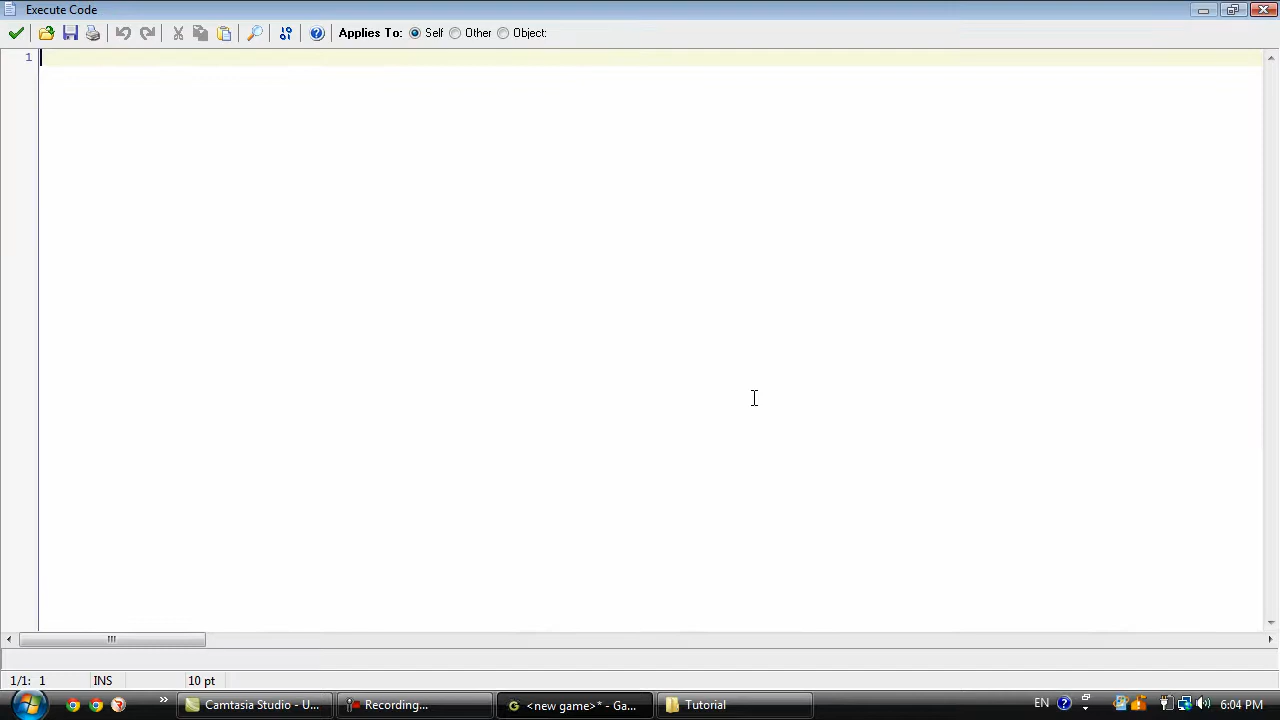 Execute Code
Applies To: Self Other Object:
1
1/1: 1 INS 10 pt
Camtasia Studio - U... Recording... <new game>* - Ga... Tutorial EN 6:04 PM